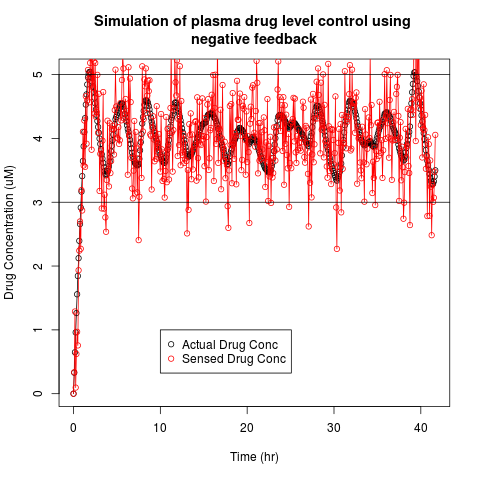 Simulation of plasma drug level control using
negative feedback
Drug Concentration (uM)
5
4
3
2
1
0
Actual Drug Conc
Sensed Drug Conc
0 10 20 30 40
Time (hr)